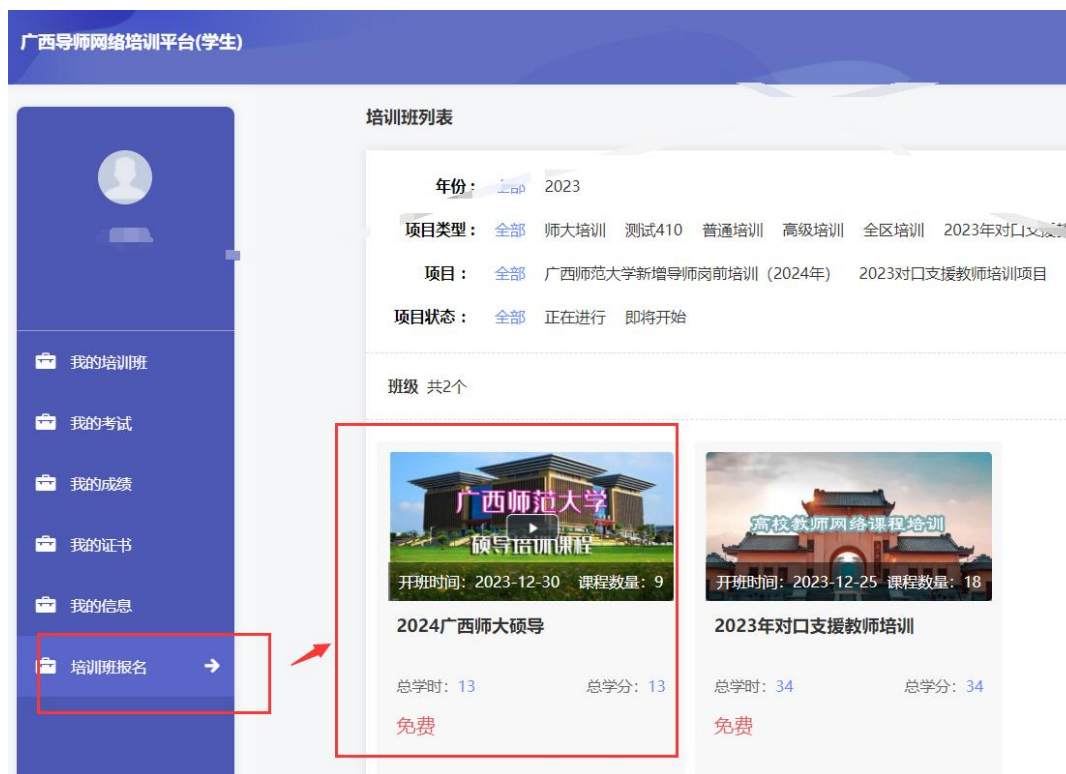 广西导师网络培训平台(学生)
培训班列表
年份： 全部 2023
项目类型： 全部 师大培训 测试410 普通培训 高级培训 全区培训 2023年对口支援
项目： 全部 广西师范大学新增导师岗前培训（2024年） 2023对口支援教师培训项目
项目状态： 全部 正在进行 即将开始
班级 共2个
我的培训班
我的考试
我的成绩
我的证书
我的信息
培训班报名
广西师范大学
硕导培训课程
开班时间：2023-12-30 课程数量：9
2024广西师大硕导
总学时：13 总学分：13
免费
高校教师网络课程培训
开班时间：2023-12-25 课程数量：18
2023年对口支援教师培训
总学时：34 总学分：34
免费